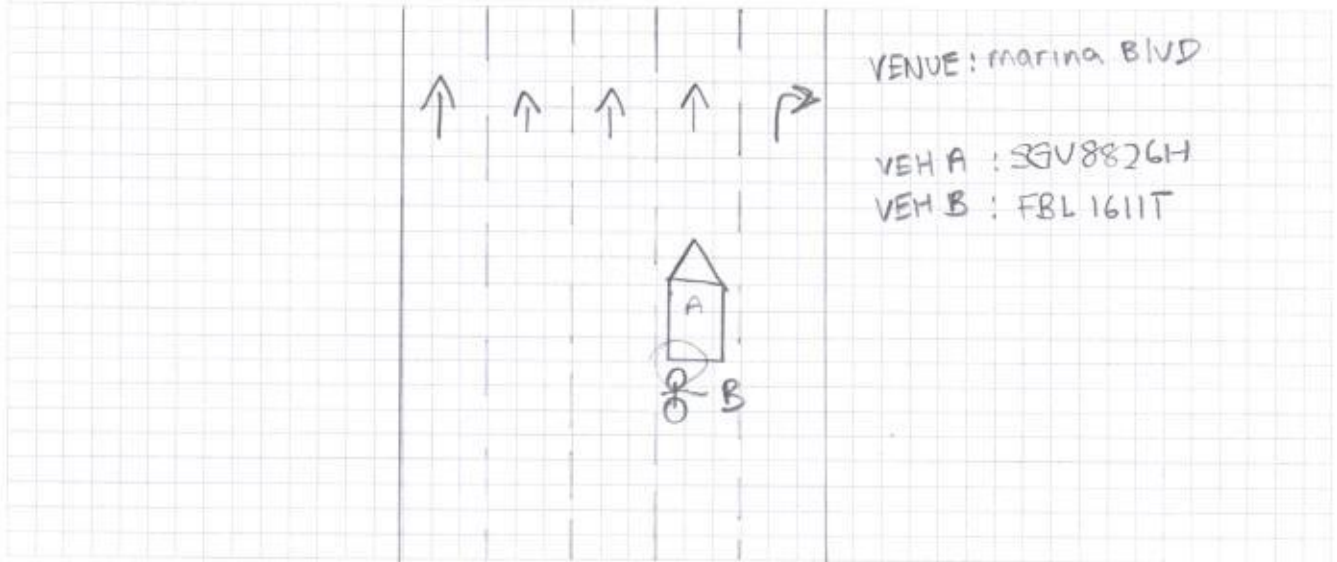 VENUE: Marina BLVD
VEH A : SGV8826H
VEH B : FBL 1611T
A
B